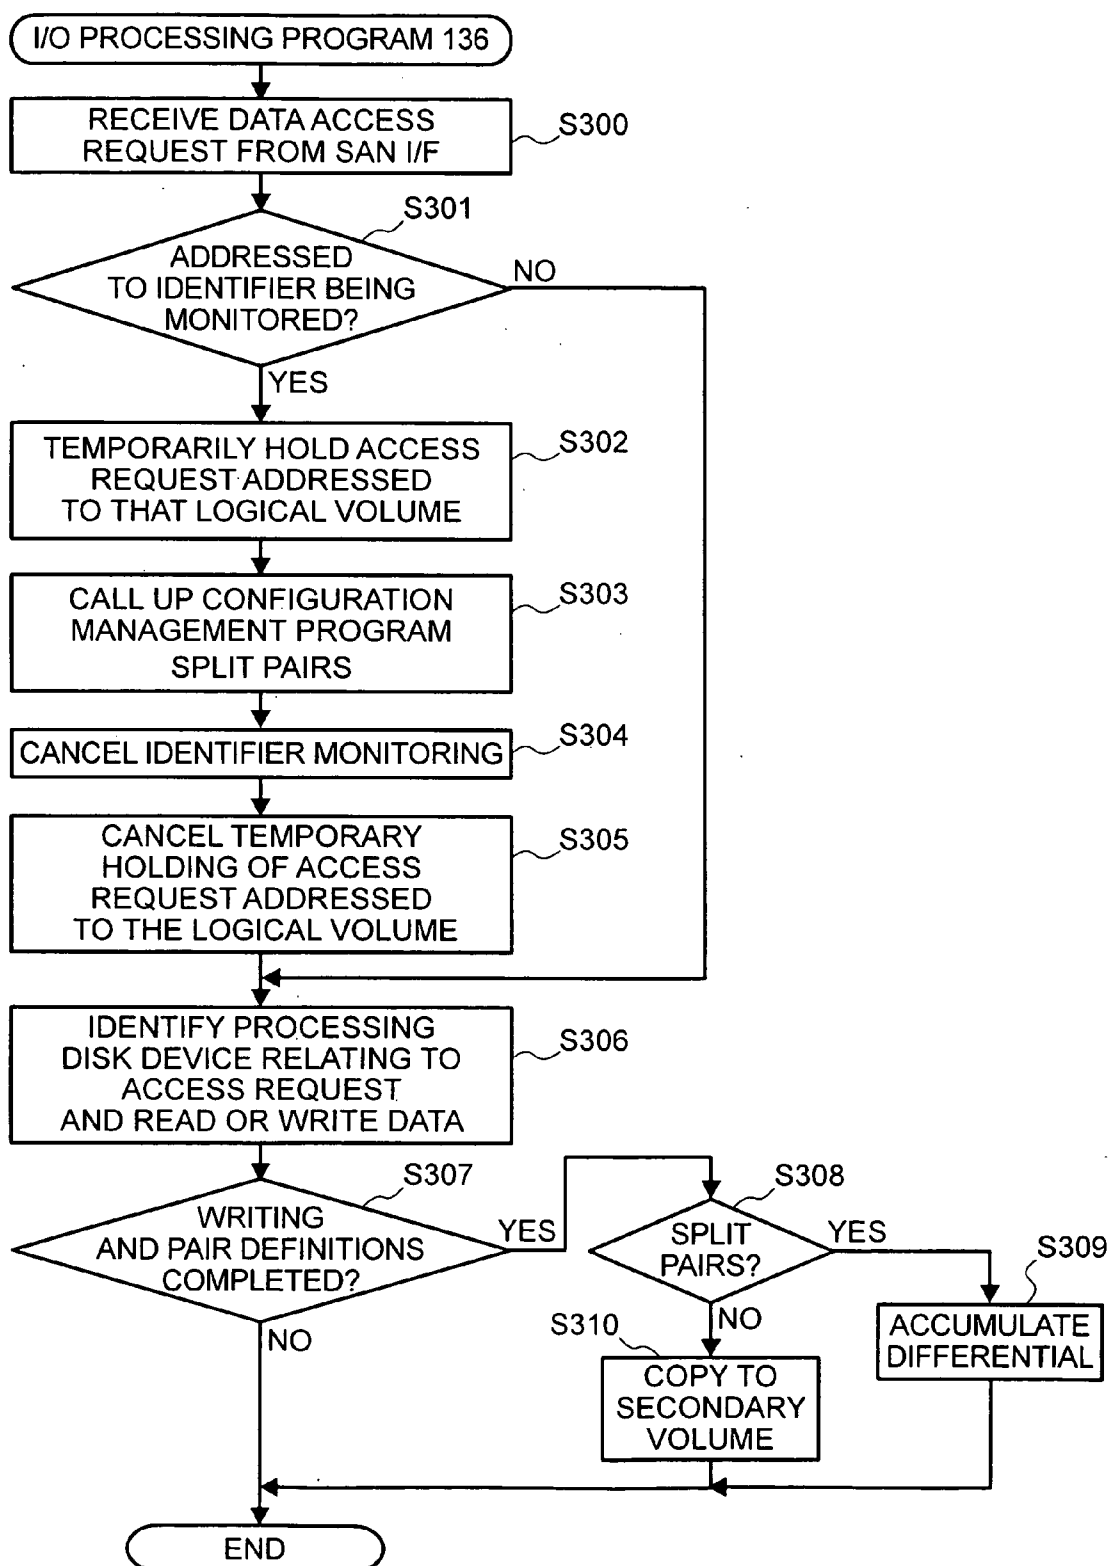 I/O PROCESSING PROGRAM 136
RECEIVE DATA ACCESS
REQUEST FROM SAN I/F
S300
S301
ADDRESSED
TO IDENTIFIER BEING
MONITORED?
NO
YES
TEMPORARILY HOLD ACCESS
REQUEST ADDRESSED
TO THAT LOGICAL VOLUME
S302
CALL UP CONFIGURATION
MANAGEMENT PROGRAM
SPLIT PAIRS
S303
CANCEL IDENTIFIER MONITORING
S304
CANCEL TEMPORARY
HOLDING OF ACCESS
REQUEST ADDRESSED
TO THE LOGICAL VOLUME
S305
IDENTIFY PROCESSING
DISK DEVICE RELATING TO
ACCESS REQUEST
AND READ OR WRITE DATA
S306
S307
WRITING
AND PAIR DEFINITIONS
COMPLETED?
YES
NO
S308
SPLIT
PAIRS?
YES
NO
S309
ACCUMULATE
DIFFERENTIAL
S310
COPY TO
SECONDARY
VOLUME
END